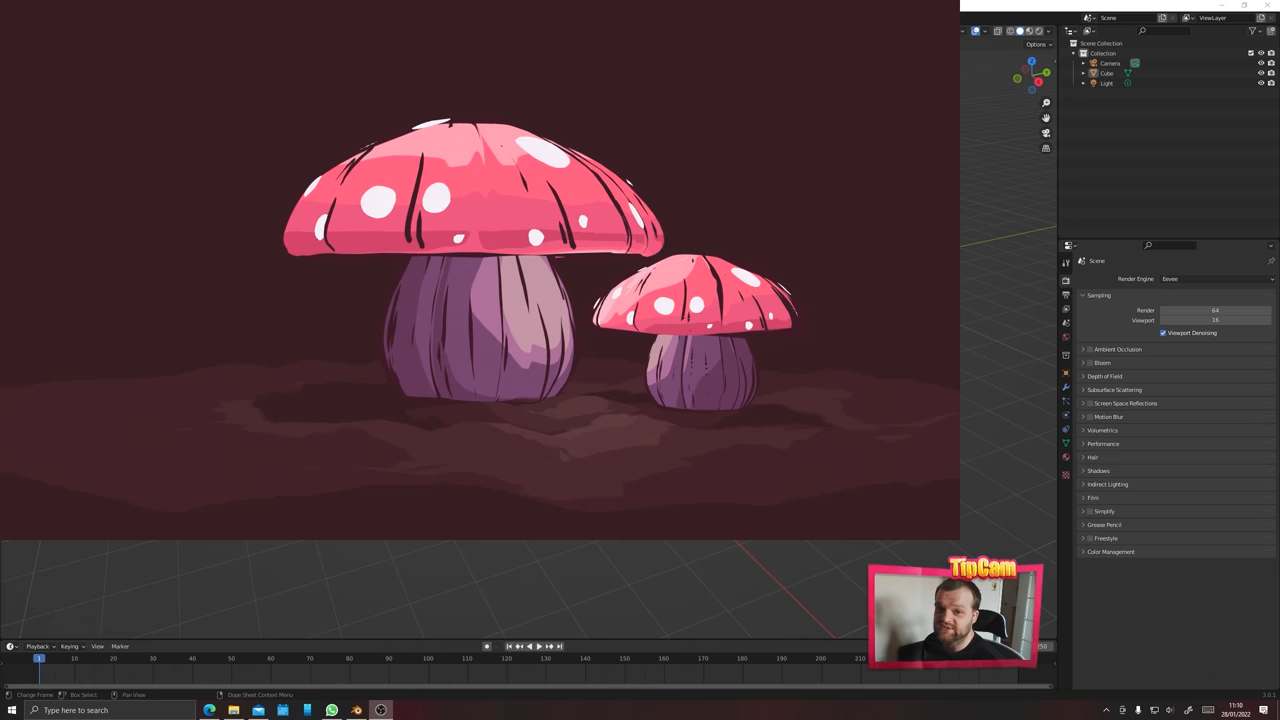 Scene
ViewLayer
Options
Scene Collection
Collection
Camera
Cube
Light
Z
Y
X
Scene
Render Engine
Eevee
Sampling
Render
64
Viewport
16
Viewport Denoising
Ambient Occlusion
Bloom
Depth of Field
Subsurface Scattering
Screen Space Reflections
Motion Blur
Volumetrics
Performance
Hair
Shadows
Indirect Lighting
Film
Simplify
Grease Pencil
Freestyle
Color Management
TipCam
Playback
Keying
View
Marker
250
1 10 20 30 40 50 60 70 80 90 100 110 120 130 140 150 160 170 180 190 200 210
Change Frame
Box Select
Pan View
Dope Sheet Context Menu
3.0.1
Type here to search
11:10
28/01/2022